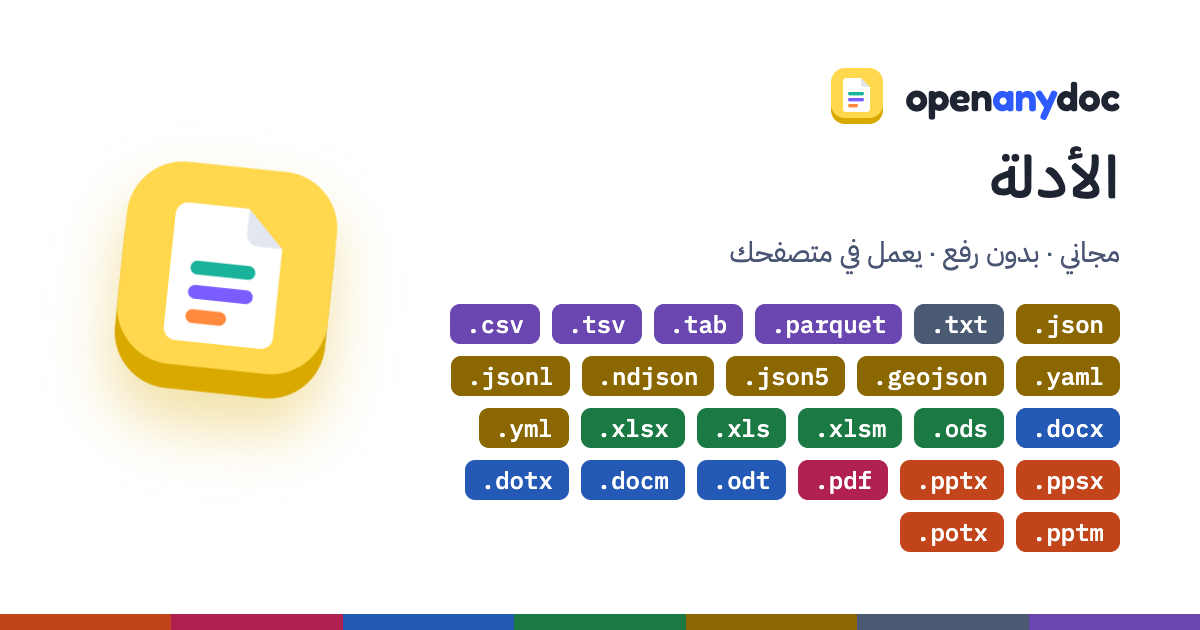 openanydoc
الأدلة
مجاني · بدون رفع · يعمل في متصفحك
.csv .tsv .tab .parquet .txt .json
.jsonl .ndjson .json5 .geojson .yaml
.yml .xlsx .xls .xlsm .ods .docx
.dotx .docm .odt .pdf .pptx .ppsx
.potx .pptm